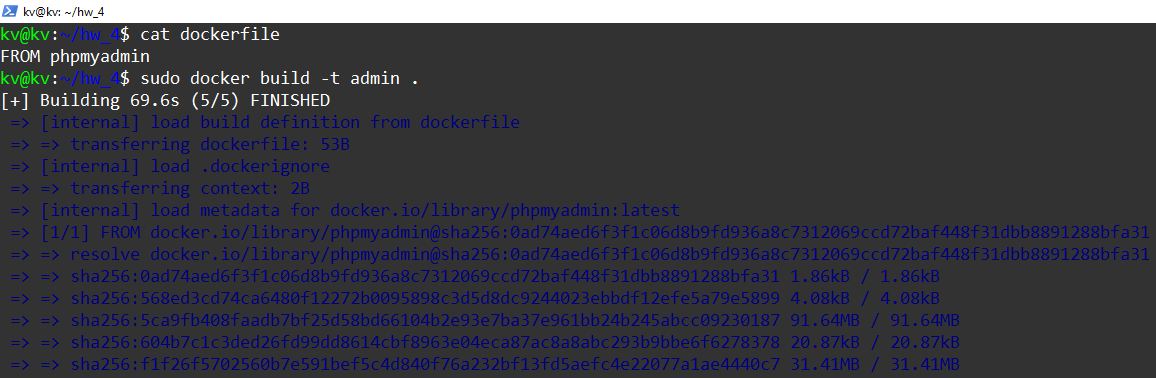 kv@kv: ~/hw_4
kv@kv:~/hw_4$ cat dockerfile
FROM phpmyadmin
kv@kv:~/hw_4$ sudo docker build -t admin .
[+] Building 69.6s (5/5) FINISHED
=> [internal] load build definition from dockerfile
=> => transferring dockerfile: 53B
=> [internal] load .dockerignore
=> => transferring context: 2B
=> [internal] load metadata for docker.io/library/phpmyadmin:latest
=> [1/1] FROM docker.io/library/phpmyadmin@sha256:0ad74aed6f3f1c06d8b9fd936a8c7312069ccd72baf448f31dbb8891288bfa31
=> => resolve docker.io/library/phpmyadmin@sha256:0ad74aed6f3f1c06d8b9fd936a8c7312069ccd72baf448f31dbb8891288bfa31
=> => sha256:0ad74aed6f3f1c06d8b9fd936a8c7312069ccd72baf448f31dbb8891288bfa31 1.86kB / 1.86kB
=> => sha256:568ed3cd74ca6480f12272b0095898c3d5d8dc9244023ebbdf12efe5a79e5899 4.08kB / 4.08kB
=> => sha256:5ca9fb408faadb7bf25d58bd66104b2e93e7ba37e961bb24b245abcc09230187 91.64MB / 91.64MB
=> => sha256:604b7c1c3ded26fd99dd8614cbf8963e04eca87ac8a8abc293b9bbe6f6278378 20.87kB / 20.87kB
=> => sha256:f1f26f5702560b7e591bef5c4d840f76a232bf13fd5aefc4e22077a1ae4440c7 31.41MB / 31.41MB